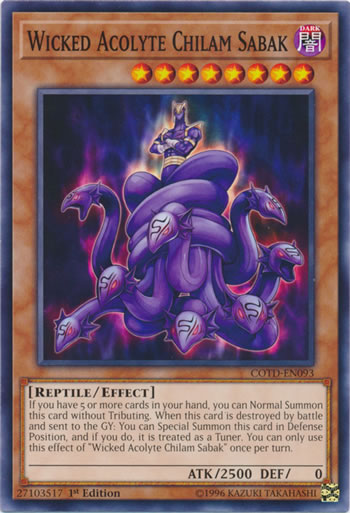 WICKED ACOLYTE CHILAM SABAK
DARK
闇
COTD-EN093
[REPTILE/EFFECT]
If you have 5 or more cards in your hand, you can Normal Summon
this card without Tributing. When this card is destroyed by battle
and sent to the GY: You can Special Summon this card in Defense
Position, and if you do, it is treated as a Tuner. You can only use
this effect of "Wicked Acolyte Chilam Sabak" once per turn.
ATK/2500 DEF/ 0
27103517 1st Edition ©1996 KAZUKI TAKAHASHI